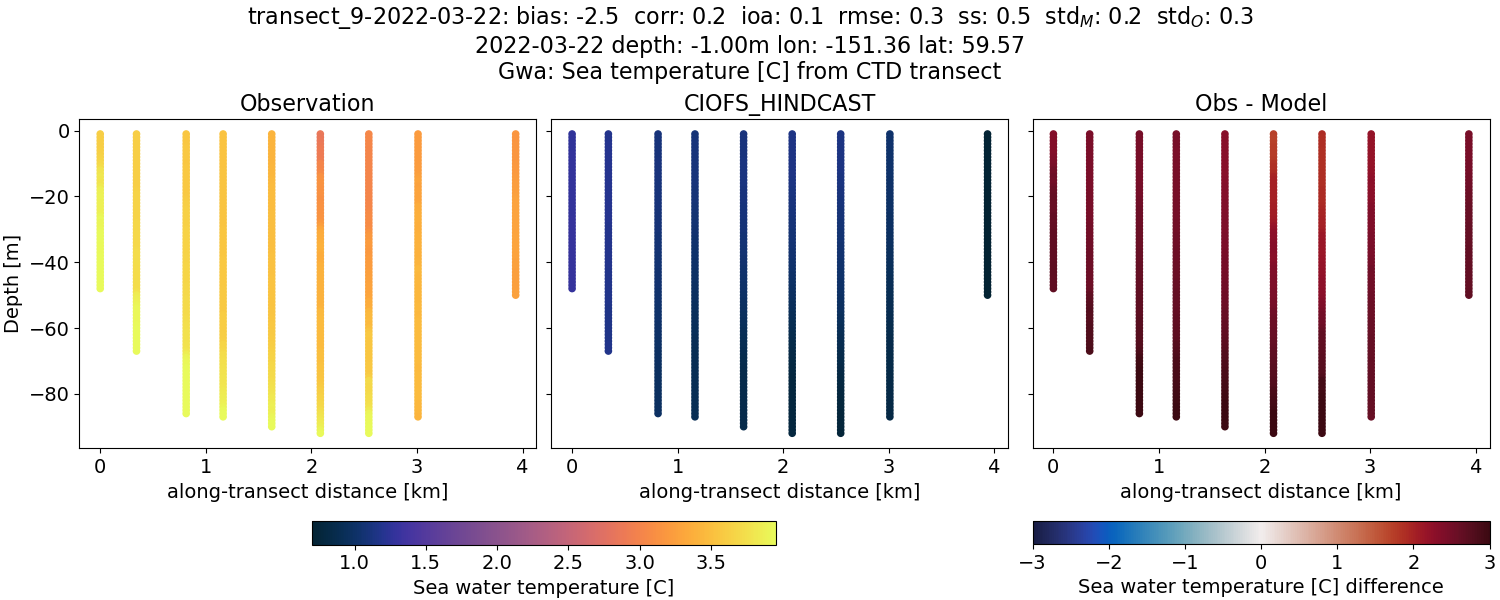 transect_9-2022-03-22: bias: -2.5  corr: 0.2  ioa: 0.1  rmse: 0.3  ss: 0.5  std_M: 0.2  std_O: 0.3
2022-03-22 depth: -1.00m lon: -151.36 lat: 59.57
Gwa: Sea temperature [C] from CTD transect
Observation
CIOFS_HINDCAST
Obs - Model
Depth [m]
0
−20
−40
−60
−80
0 1 2 3 4
0 1 2 3 4
0 1 2 3 4
along-transect distance [km]
along-transect distance [km]
along-transect distance [km]
1.0 1.5 2.0 2.5 3.0 3.5
Sea water temperature [C]
−3 −2 −1 0 1 2 3
Sea water temperature [C] difference